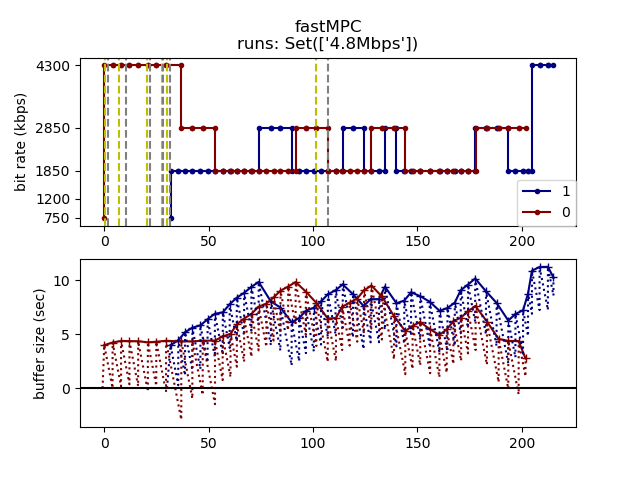 fastMPC
runs: Set(['4.8Mbps'])
bit rate (kbps)
4300
2850
1850
1200
750
0 50 100 150 200
1
0
buffer size (sec)
10
5
0
0 50 100 150 200